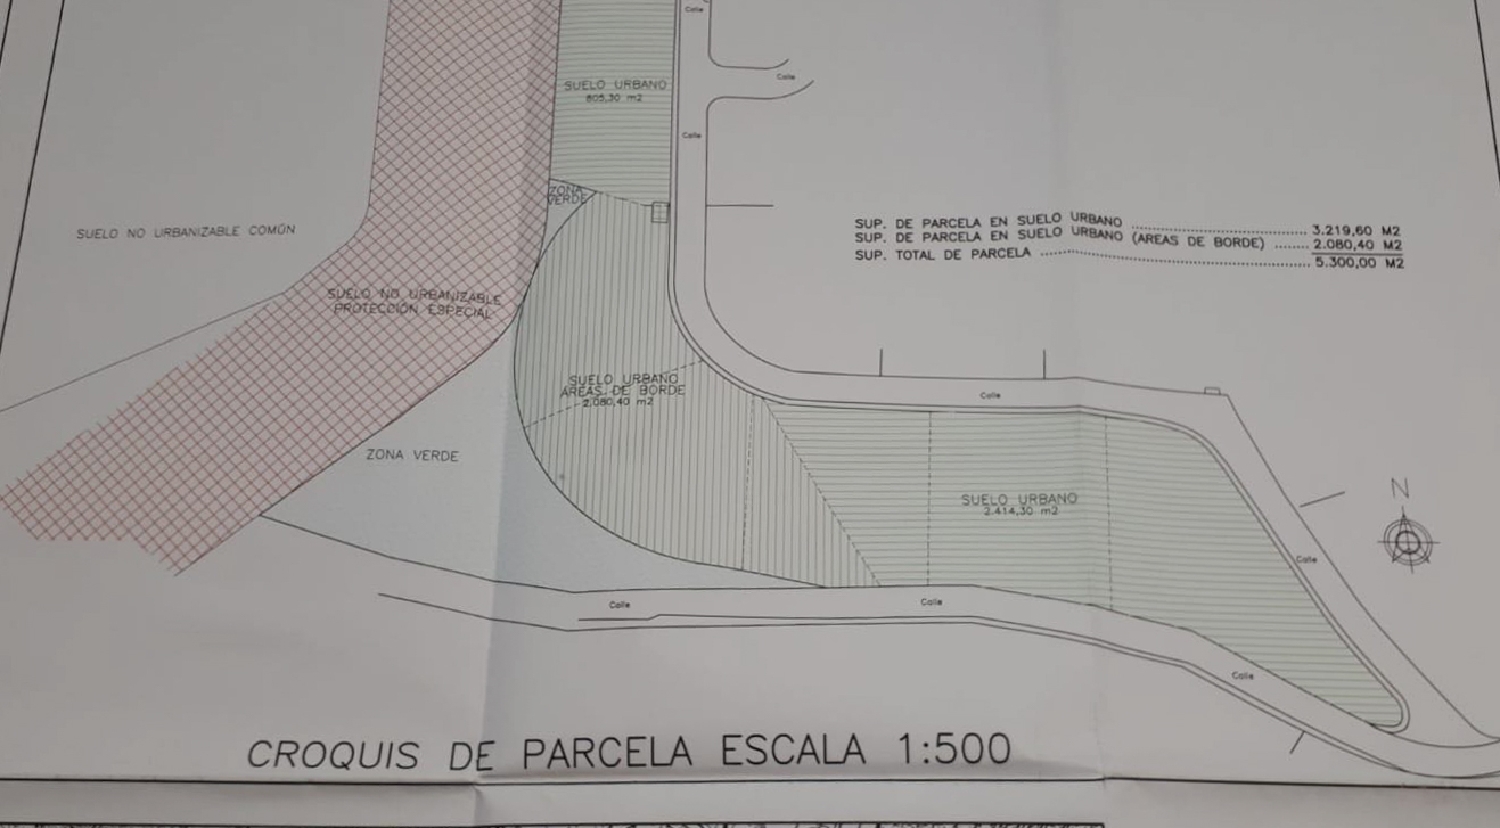 Calle
SUELO URBANO
805,30 m2
Calle
Calle
ZONA
VERDE
SUELO NO URBANIZABLE COMÚN
SUP. DE PARCELA EN SUELO URBANO ........................ 3.219,60 M2
SUP. DE PARCELA EN SUELO URBANO (AREAS DE BORDE) ....... 2.080,40 M2
SUP. TOTAL DE PARCELA ........................ 5.300,00 M2
SUELO NO URBANIZABLE
PROTECCIÓN ESPECIAL
SUELO URBANO
AREAS DE BORDE
2.080,40 m2
Calle
ZONA VERDE
SUELO URBANO
2.414,30 m2
N
Calle
Calle
Calle
Calle
CROQUIS DE PARCELA ESCALA 1:500